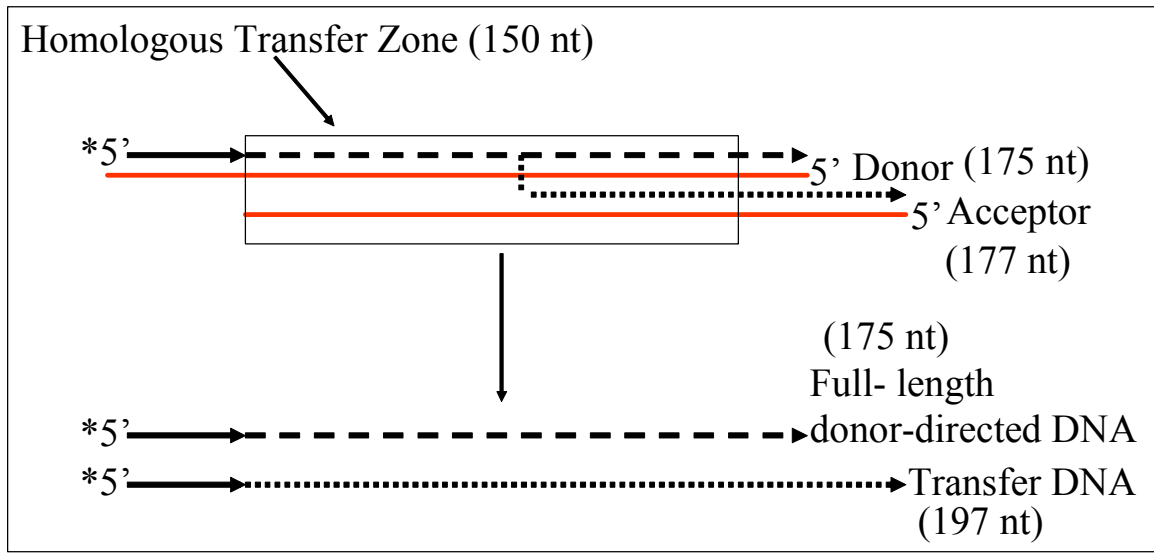 Homologous Transfer Zone (150 nt)
*5’
5’ Donor (175 nt)
5’ Acceptor
(177 nt)
(175 nt)
Full- length
*5’ donor-directed DNA
*5’ Transfer DNA
(197 nt)